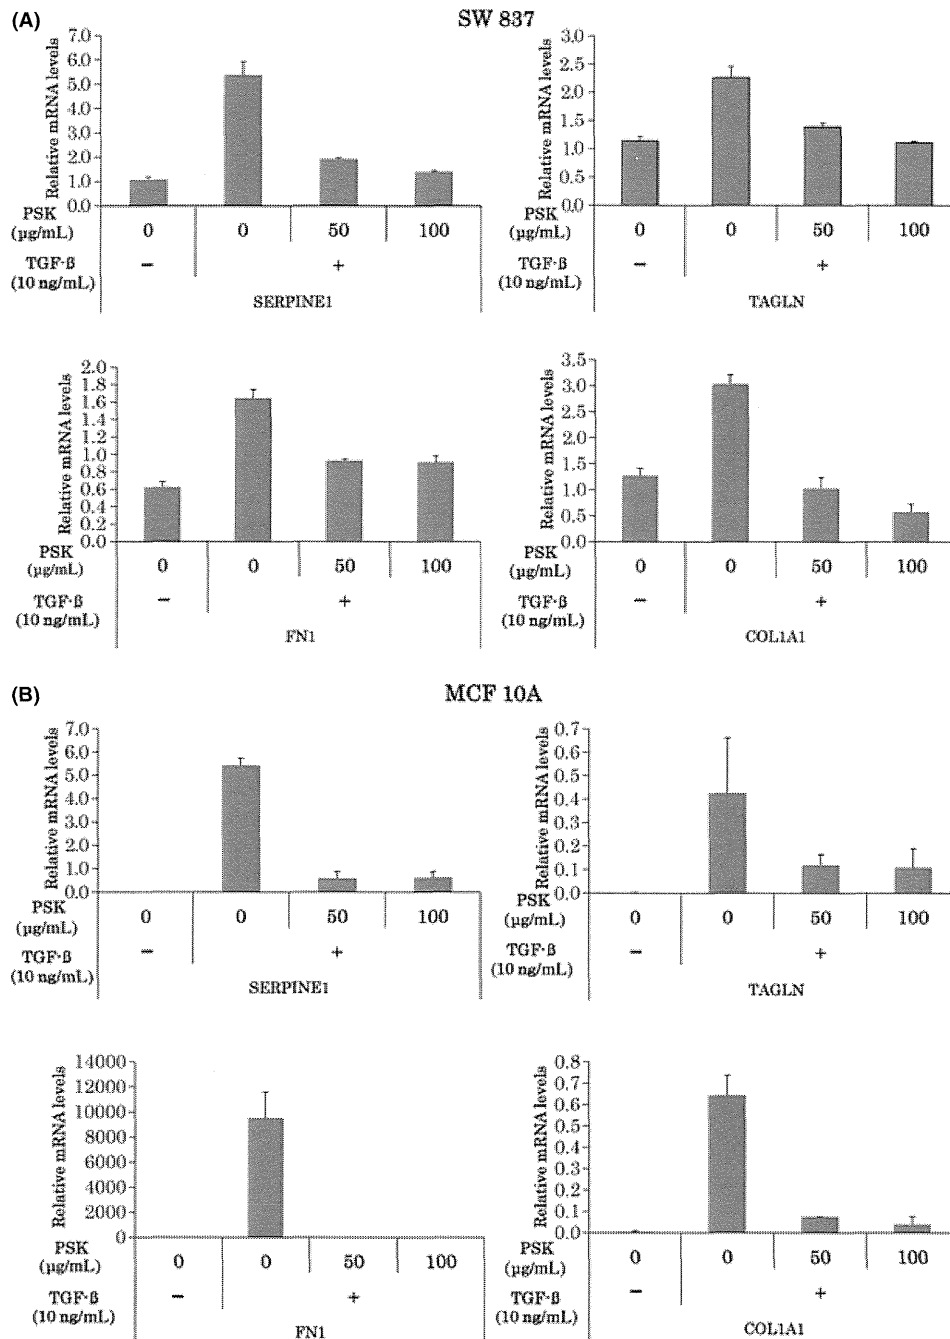 (A)
SW 837
Relative mRNA levels
7.0
6.0
5.0
4.0
3.0
2.0
1.0
0.0
PSK
(µg/mL)
0 0 50 100
TGF-ß
(10 ng/mL)
− +
SERPINE1
Relative mRNA levels
3.0
2.5
2.0
1.5
1.0
0.5
0.0
PSK
(µg/mL)
0 0 50 100
TGF-ß
(10 ng/mL)
− +
TAGLN
Relative mRNA levels
2.0
1.8
1.6
1.4
1.2
1.0
0.8
0.6
0.4
0.2
0.0
PSK
(µg/mL)
0 0 50 100
TGF-ß
(10 ng/mL)
− +
FN1
Relative mRNA levels
3.5
3.0
2.5
2.0
1.5
1.0
0.5
0.0
PSK
(µg/mL)
0 0 50 100
TGF-ß
(10 ng/mL)
− +
COL1A1
(B)
MCF 10A
Relative mRNA levels
7.0
6.0
5.0
4.0
3.0
2.0
1.0
0.0
PSK
(µg/mL)
0 0 50 100
TGF-ß
(10 ng/mL)
− +
SERPINE1
Relative mRNA levels
0.7
0.6
0.5
0.4
0.3
0.2
0.1
0.0
PSK
(µg/mL)
0 0 50 100
TGF-ß
(10 ng/mL)
− +
TAGLN
Relative mRNA levels
14000
12000
10000
8000
6000
4000
2000
0
PSK
(µg/mL)
0 0 50 100
TGF-ß
(10 ng/mL)
− +
FN1
Relative mRNA levels
0.8
0.7
0.6
0.5
0.4
0.3
0.2
0.1
0.0
PSK
(µg/mL)
0 0 50 100
TGF-ß
(10 ng/mL)
− +
COL1A1